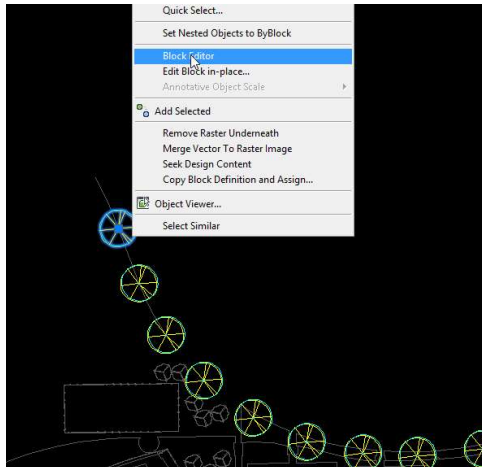 Quick Select...
Set Nested Objects to ByBlock
Block Editor
Edit Block in-place...
Annotative Object Scale
Add Selected
Remove Raster Underneath
Merge Vector To Raster Image
Seek Design Content
Copy Block Definition and Assign...
Object Viewer...
Select Similar